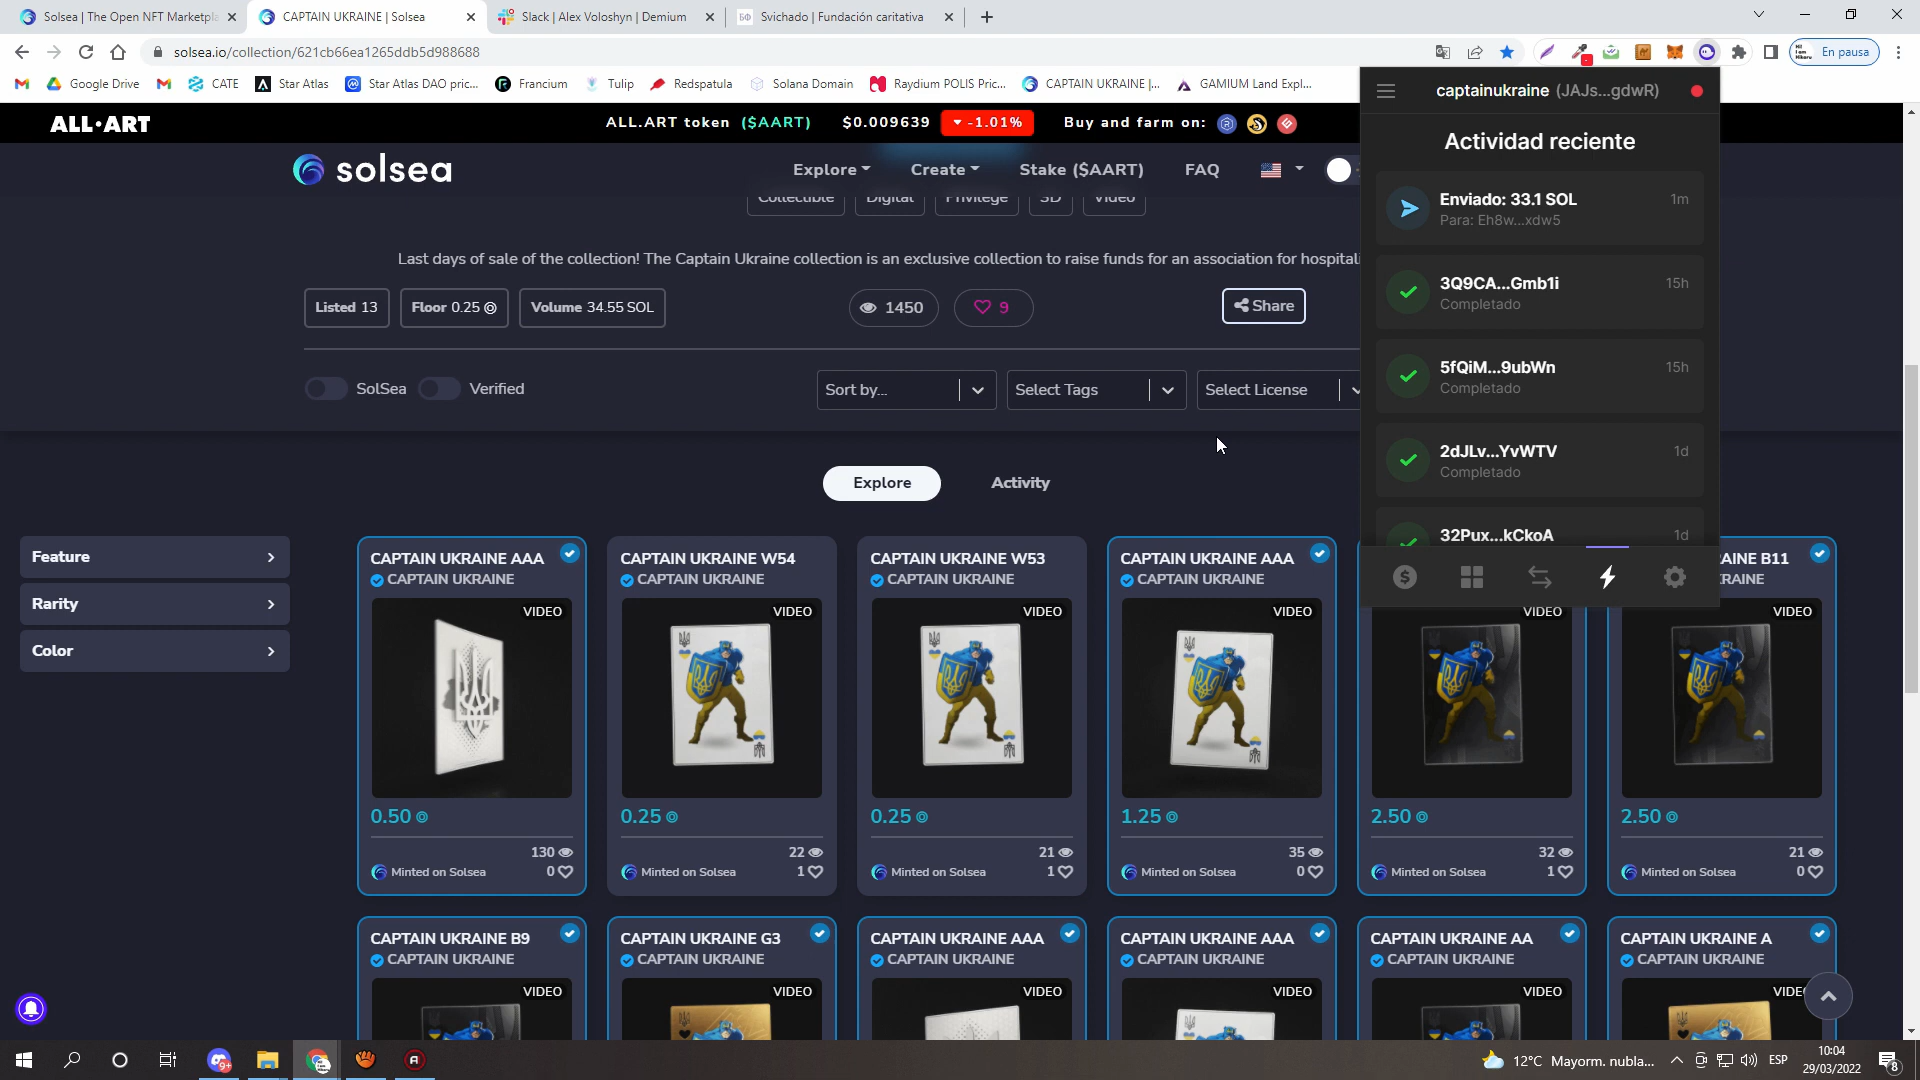 Solsea | The Open NFT Marketpla
CAPTAIN UKRAINE | Solsea
Slack | Alex Voloshyn | Demium
Svichado | Fundación caritativa
solsea.io/collection/621cb66ea1265ddb5d988688
En pausa
Google Drive
CATE
Star Atlas
Star Atlas DAO pric...
Francium
Tulip
Redspatula
Solana Domain
Raydium POLIS Pric...
CAPTAIN UKRAINE |...
GAMIUM Land Expl...
ALL·ART
ALL.ART token ($AART) $0.009639 -1.01% Buy and farm on:
solsea
Explore
Create
Stake ($AART)
FAQ
Collectible
Digital
Privilege
3D
Video
Last days of sale of the collection! The Captain Ukraine collection is an exclusive collection to raise funds for an association for hospitali
Listed 13
Floor 0.25
Volume 34.55 SOL
1450
9
Share
SolSea
Verified
Sort by...
Select Tags
Select License
Explore
Activity
Feature
Rarity
Color
captainukraine (JAJs...gdwR)
Actividad reciente
Enviado: 33.1 SOL
1m
Para: Eh8w...xdw5
3Q9CA...Gmb1i
15h
Completado
5fQiM...9ubWn
15h
Completado
2dJLv...YvWTV
1d
Completado
32Pux...kCkoA
1d
CAPTAIN UKRAINE AAA
CAPTAIN UKRAINE
VIDEO
0.50
130
Minted on Solsea
0
CAPTAIN UKRAINE W54
CAPTAIN UKRAINE
VIDEO
0.25
22
Minted on Solsea
1
CAPTAIN UKRAINE W53
CAPTAIN UKRAINE
VIDEO
0.25
21
Minted on Solsea
1
CAPTAIN UKRAINE AAA
CAPTAIN UKRAINE
VIDEO
1.25
35
Minted on Solsea
0
VIDEO
2.50
32
Minted on Solsea
1
AINE B11
RAINE
VIDEO
2.50
21
Minted on Solsea
0
CAPTAIN UKRAINE B9
CAPTAIN UKRAINE
VIDEO
CAPTAIN UKRAINE G3
CAPTAIN UKRAINE
VIDEO
CAPTAIN UKRAINE AAA
CAPTAIN UKRAINE
VIDEO
CAPTAIN UKRAINE AAA
CAPTAIN UKRAINE
VIDEO
CAPTAIN UKRAINE AA
CAPTAIN UKRAINE
VIDEO
CAPTAIN UKRAINE A
CAPTAIN UKRAINE
12°C Mayorm. nubla...
ESP
10:04
29/03/2022
8